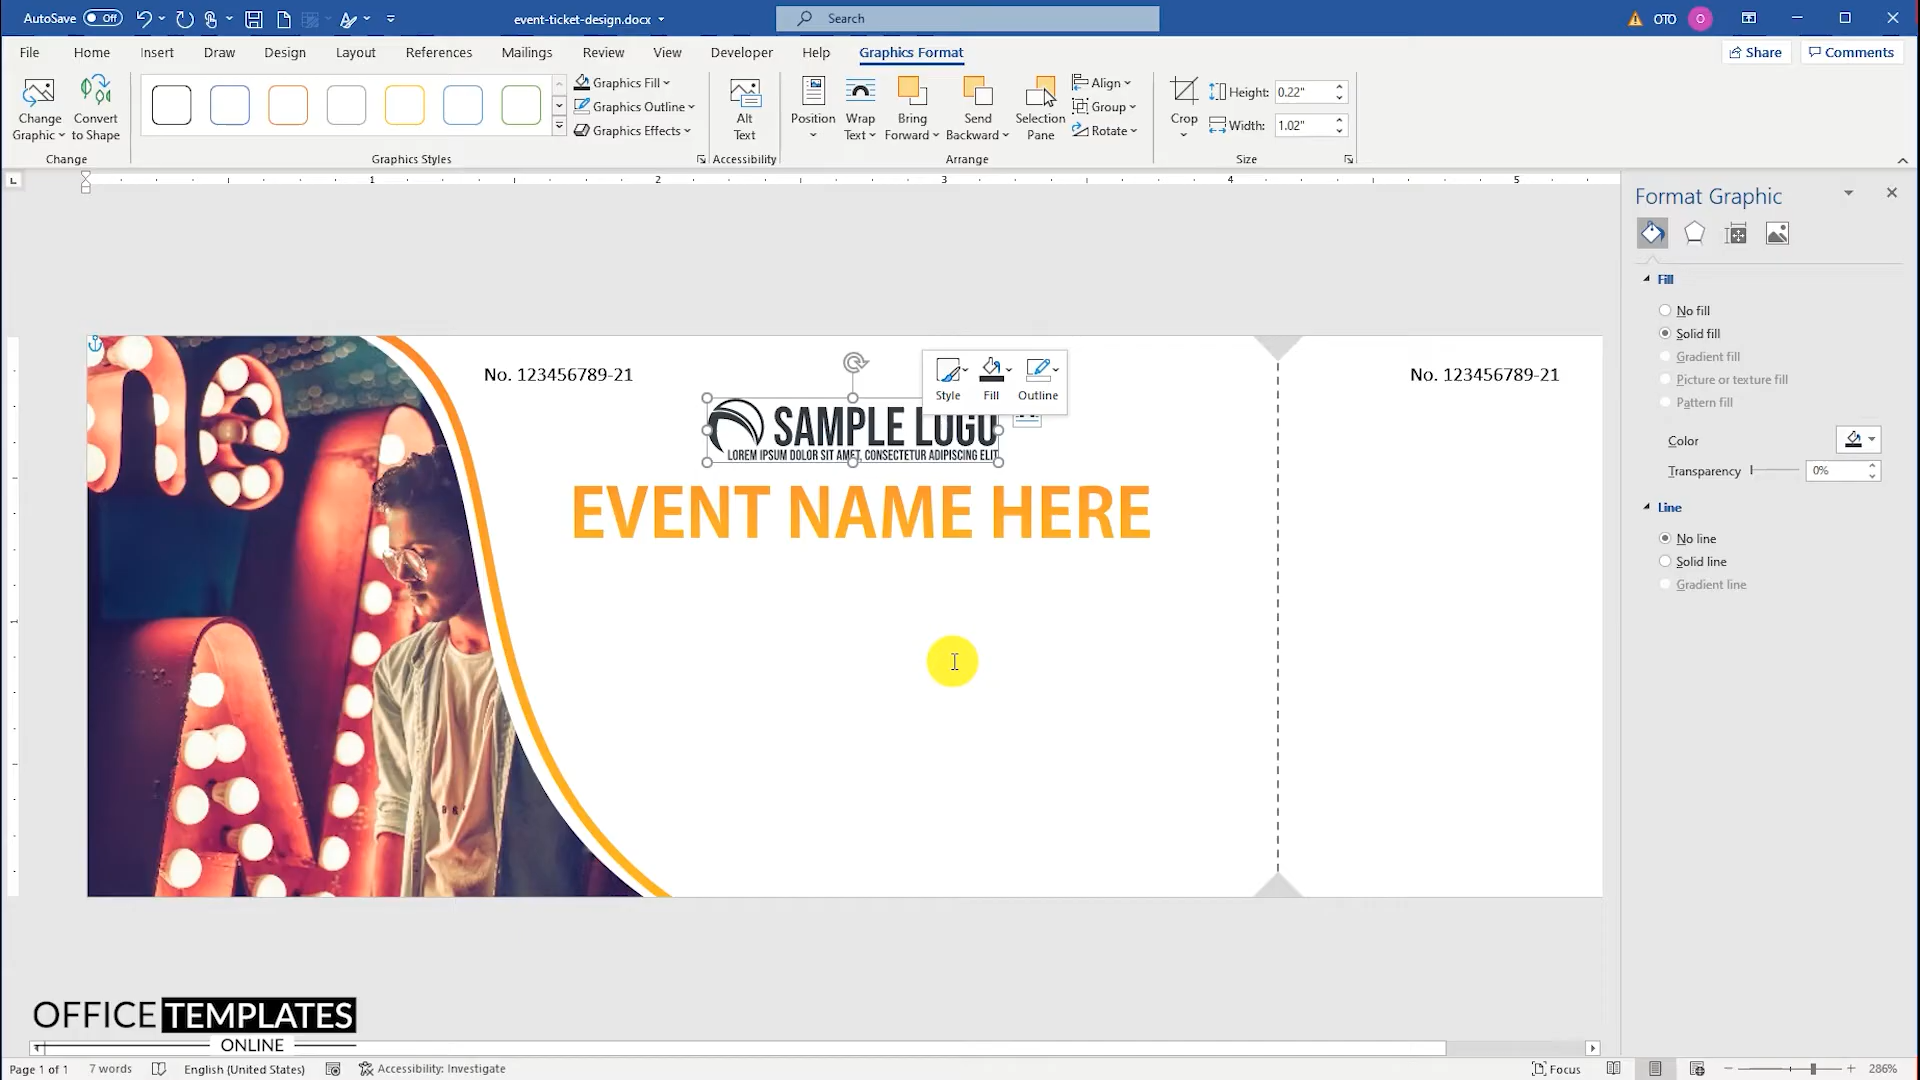 AutoSave Off
event-ticket-design.docx
Search
OTO O
File Home Insert Draw Design Layout References Mailings Review View Developer Help Graphics Format
Share Comments
Change Graphic
Convert to Shape
Change
Graphics Fill
Graphics Outline
Graphics Effects
Graphics Styles
Alt Text
Accessibility
Position
Wrap Text
Bring Forward
Send Backward
Selection Pane
Align
Group
Rotate
Arrange
Crop
Height: 0.22"
Width: 1.02"
Size
L
1 2 3 4 5
1
No. 123456789-21
No. 123456789-21
Style Fill Outline
SAMPLE LOGO
LOREM IPSUM DOLOR SIT AMET, CONSECTETUR ADIPISCING ELIT
EVENT NAME HERE
Format Graphic
Fill
No fill
Solid fill
Gradient fill
Picture or texture fill
Pattern fill
Color
Transparency 0%
Line
No line
Solid line
Gradient line
OFFICE TEMPLATES
ONLINE
Page 1 of 1 7 words English (United States) Accessibility: Investigate
Focus 286%